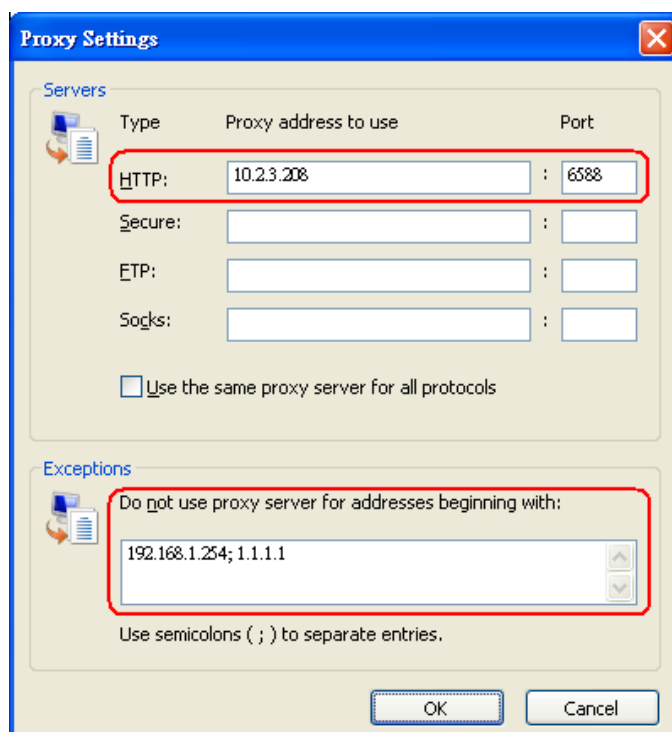 Proxy Settings
Servers
Type Proxy address to use Port
HTTP: 10.2.3.208 : 6588
Secure: :
FTP: :
Socks: :
Use the same proxy server for all protocols
Exceptions
Do not use proxy server for addresses beginning with:
192.168.1.254; 1.1.1.1
Use semicolons ( ; ) to separate entries.
OK Cancel